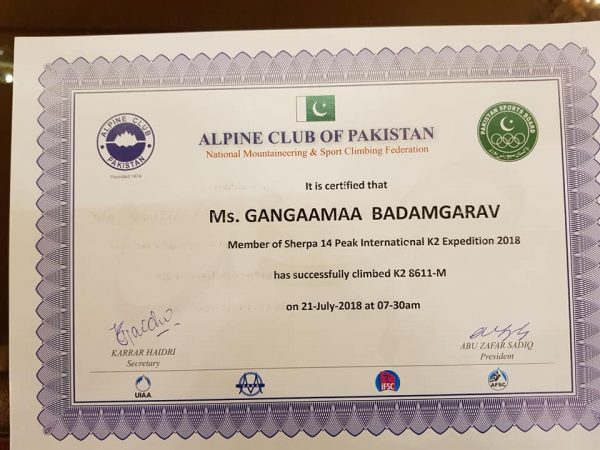 ALPINE CLUB
PAKISTAN
Founded 1974
PAKISTAN SPORTS BOARD
ALPINE CLUB OF PAKISTAN
National Mountaineering & Sport Climbing Federation
It is certified that
Ms. GANGAAMAA BADAMGARAV
Member of Sherpa 14 Peak International K2 Expedition 2018
has successfully climbed K2 8611-M
on 21-July-2018 at 07-30am
KARRAR HAIDRI
Secretary
ABU ZAFAR SADIQ
President
UIAA
IFSC
AFSC